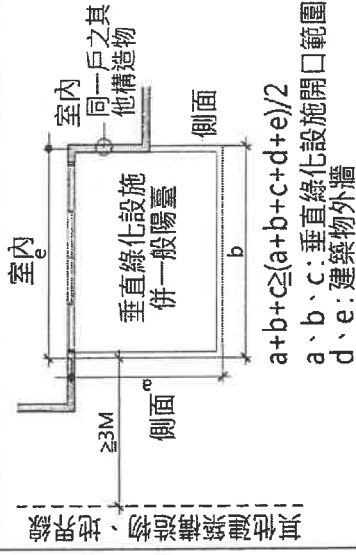 室內
e
室內
同一戶之其
他構造物
垂直綠化設施
併一般陽臺
側面
b
a
≧3M
側面
其他建築構造物、地界線
a+b+c≧(a+b+c+d+e)/2
a、b、c:垂直綠化設施開口範圍
d、e:建築物外牆